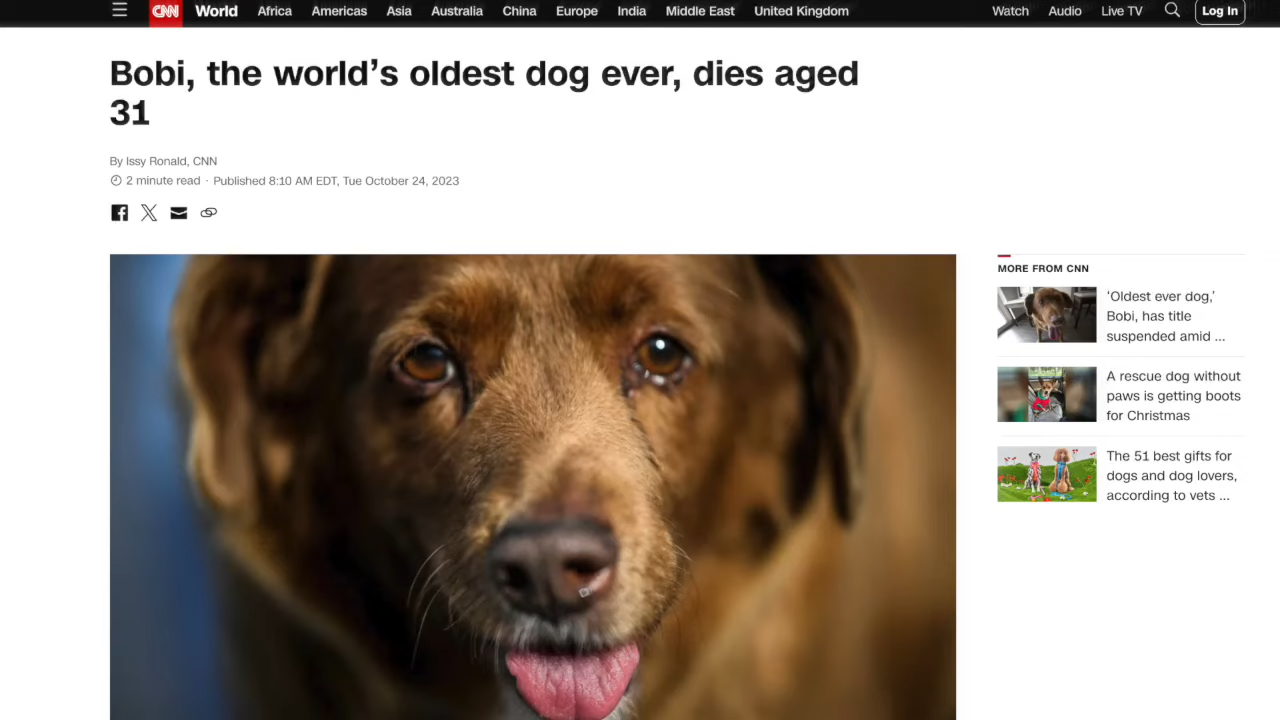 CNN World Africa Americas Asia Australia China Europe India Middle East United Kingdom Watch Audio Live TV Log In
Bobi, the world’s oldest dog ever, dies aged
31
By Issy Ronald, CNN
2 minute read · Published 8:10 AM EDT, Tue October 24, 2023
MORE FROM CNN
‘Oldest ever dog,’
Bobi, has title
suspended amid ...
A rescue dog without
paws is getting boots
for Christmas
The 51 best gifts for
dogs and dog lovers,
according to vets ...